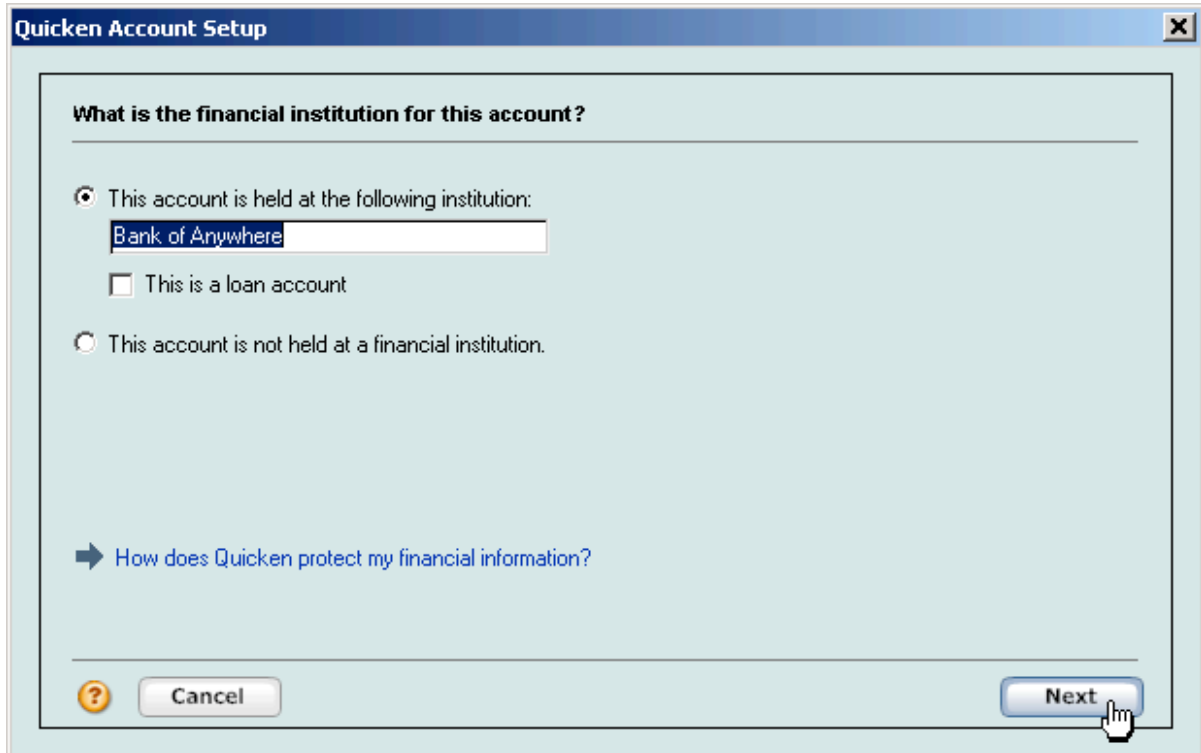 Quicken Account Setup
What is the financial institution for this account?
This account is held at the following institution:
Bank of Anywhere
This is a loan account
This account is not held at a financial institution.
How does Quicken protect my financial information?
?
Cancel
Next